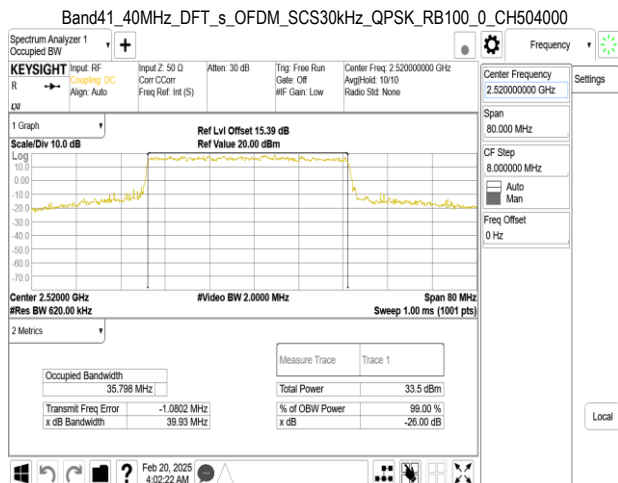 Band41_40MHz_DFT_s_OFDM_SCS30kHz_QPSK_RB100_0_CH504000
Spectrum Analyzer 1
Occupied BW
+
Frequency
KEYSIGHT
R
Input: RF
Coupling: DC
Align: Auto
Input Z: 50 Ω
Corr CCorr
Freq Ref: Int (S)
Atten: 30 dB
Trig: Free Run
Gate: Off
#IF Gain: Low
Center Freq: 2.520000000 GHz
Avg|Hold: 10/10
Radio Std: None
Center Frequency
2.520000000 GHz
Settings
Span
80.000 MHz
CF Step
8.000000 MHz
Auto
Man
Freq Offset
0 Hz
Local
1 Graph
Scale/Div 10.0 dB
Ref Lvl Offset 15.39 dB
Ref Value 20.00 dBm
Log
10.0
0.00
-10.0
-20.0
-30.0
-40.0
-50.0
-60.0
-70.0
Center 2.52000 GHz
#Video BW 2.0000 MHz
Span 80 MHz
#Res BW 620.00 kHz
Sweep 1.00 ms (1001 pts)
2 Metrics
Measure Trace
Trace 1
Occupied Bandwidth
35.798 MHz
Total Power
33.5 dBm
Transmit Freq Error
-1.0802 MHz
% of OBW Power
99.00 %
x dB Bandwidth
39.93 MHz
x dB
-26.00 dB
?
Feb 20, 2025
4:02:22 AM